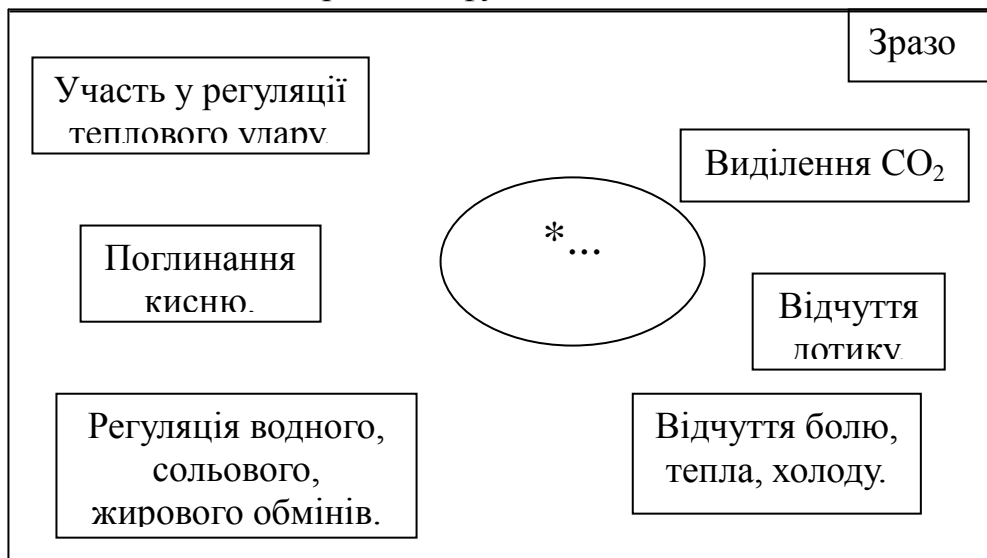 Зразо
Участь у регуляції
теплового удару.
Виділення CO₂
*...
Поглинання
кисню.
Відчуття
дотику.
Регуляція водного,
сольового,
жирового обмінів.
Відчуття болю,
тепла, холоду.